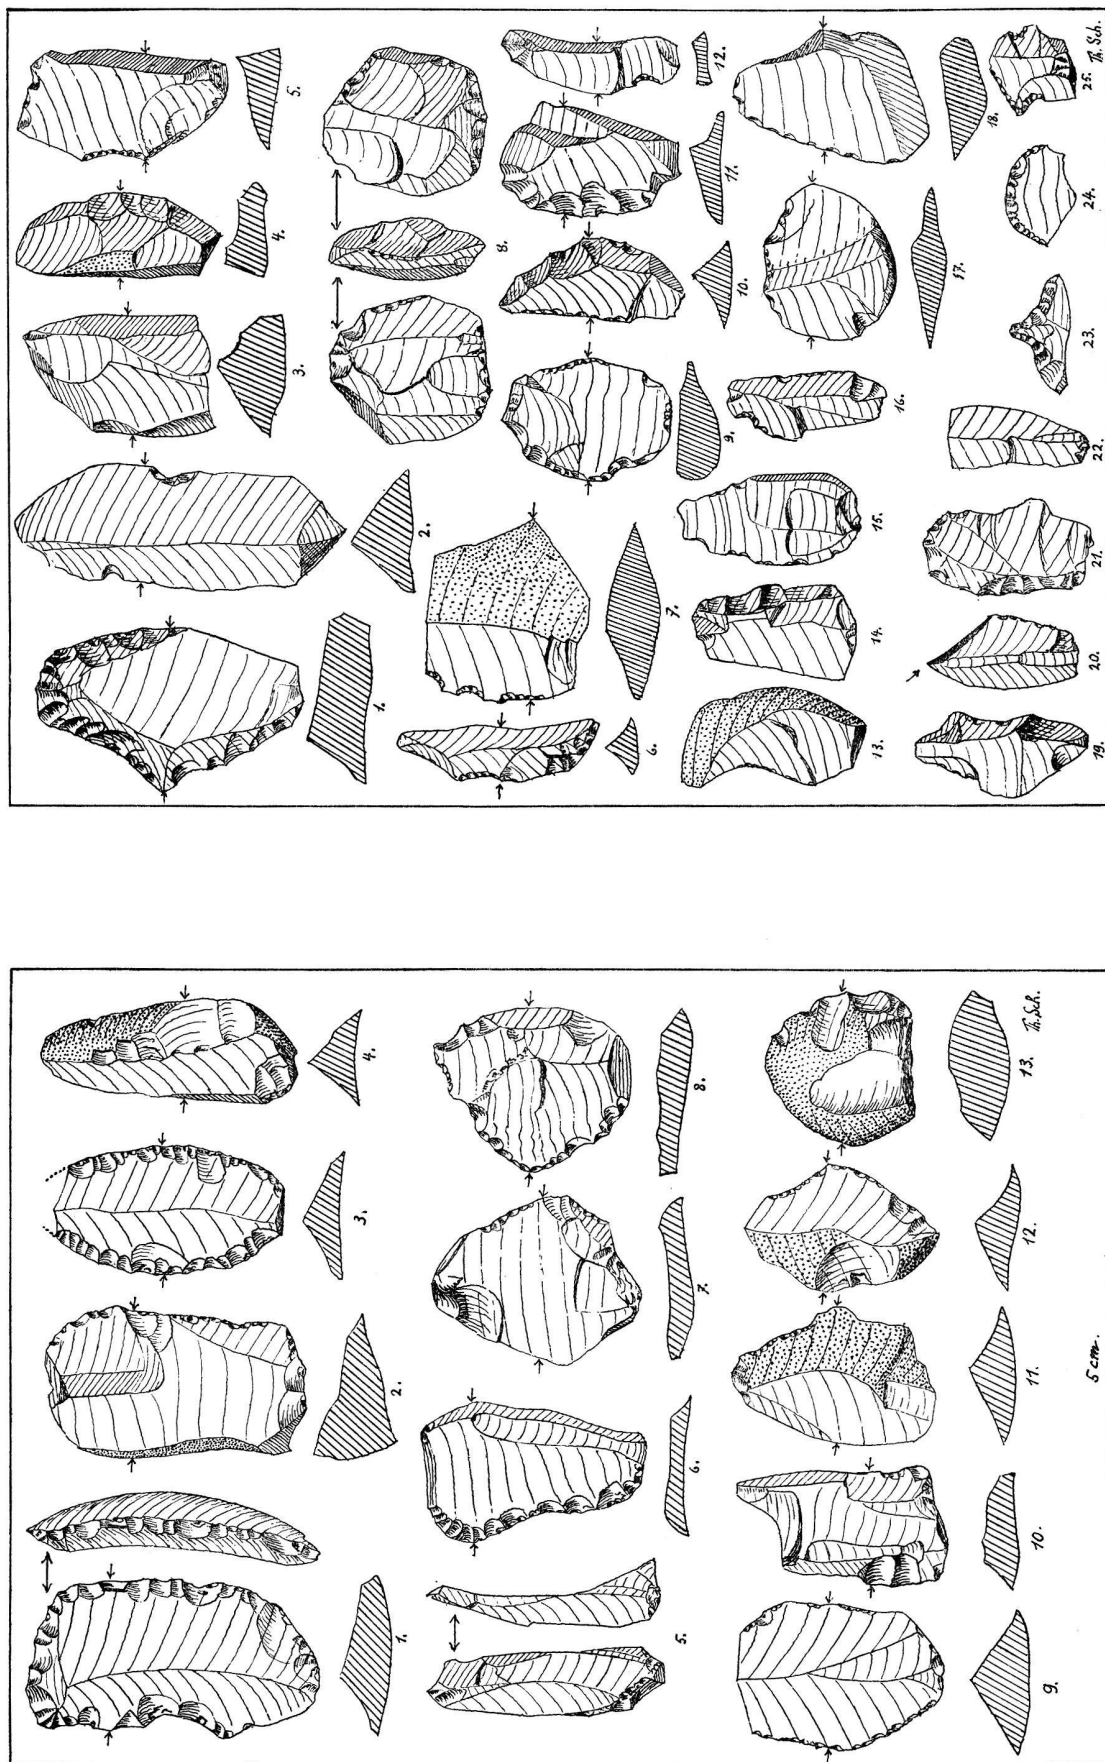 1. 2. 3. 4.
5. 6. 7. 8.
9. 10. 11. 12. 13.
5 cm.
Th. Sch.
1. 2. 3. 4. 5.
6. 7. 8.
9. 10. 11. 12.
13. 14. 15. 16. 17. 18.
19. 20. 21. 22. 23. 24. 25.
Th. Sch.